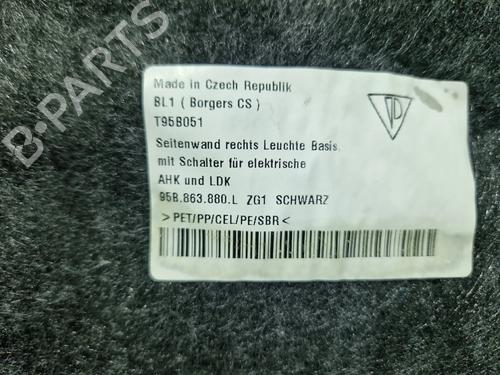 B-PARTS
Made in Czech Republik
BL1 ( Borgers CS )
T95B051
Seitenwand rechts Leuchte Basis,
mit Schalter für elektrische
AHK und LDK
95B.863.880.L ZG1 SCHWARZ
> PET/PP/CEL/PE/SBR <